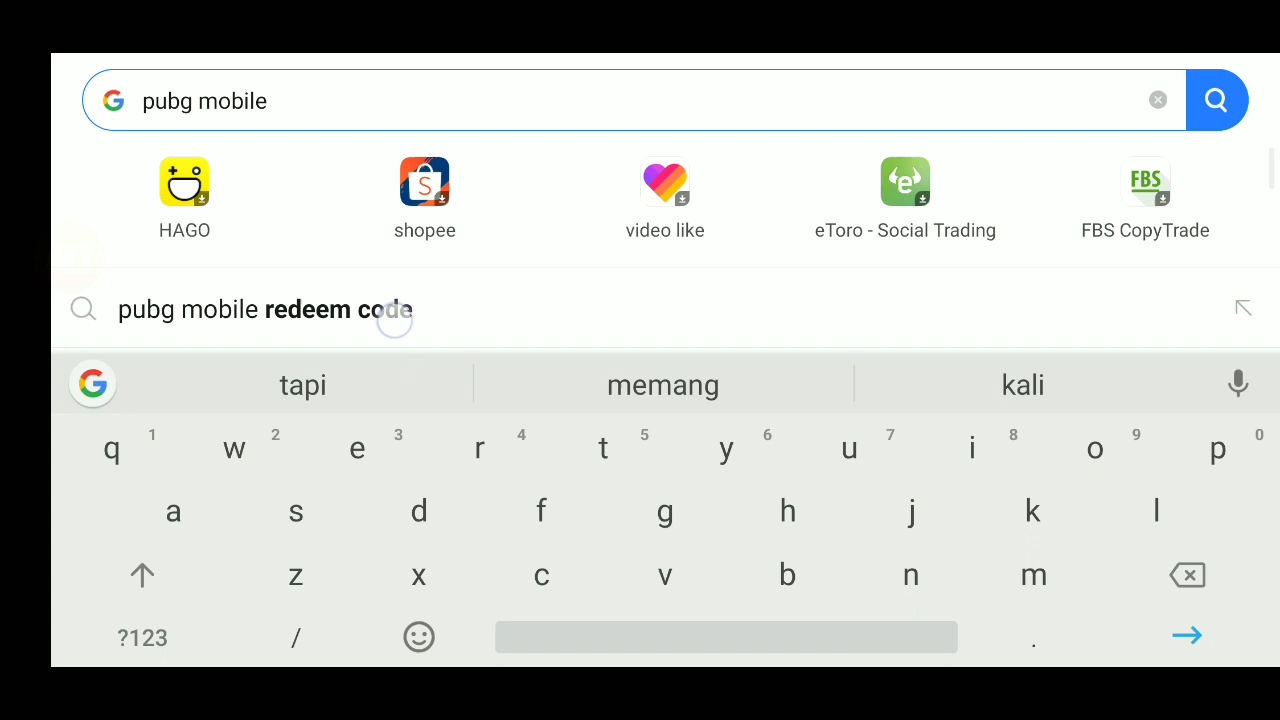 pubg mobile
HAGO
shopee
video like
eToro - Social Trading
FBS
FBS CopyTrade
pubg mobile redeem code
tapi memang kali
q 1 w 2 e 3 r 4 t 5 y 6 u 7 i 8 o 9 p 0
a s d f g h j k l
z x c v b n m
?123 / .